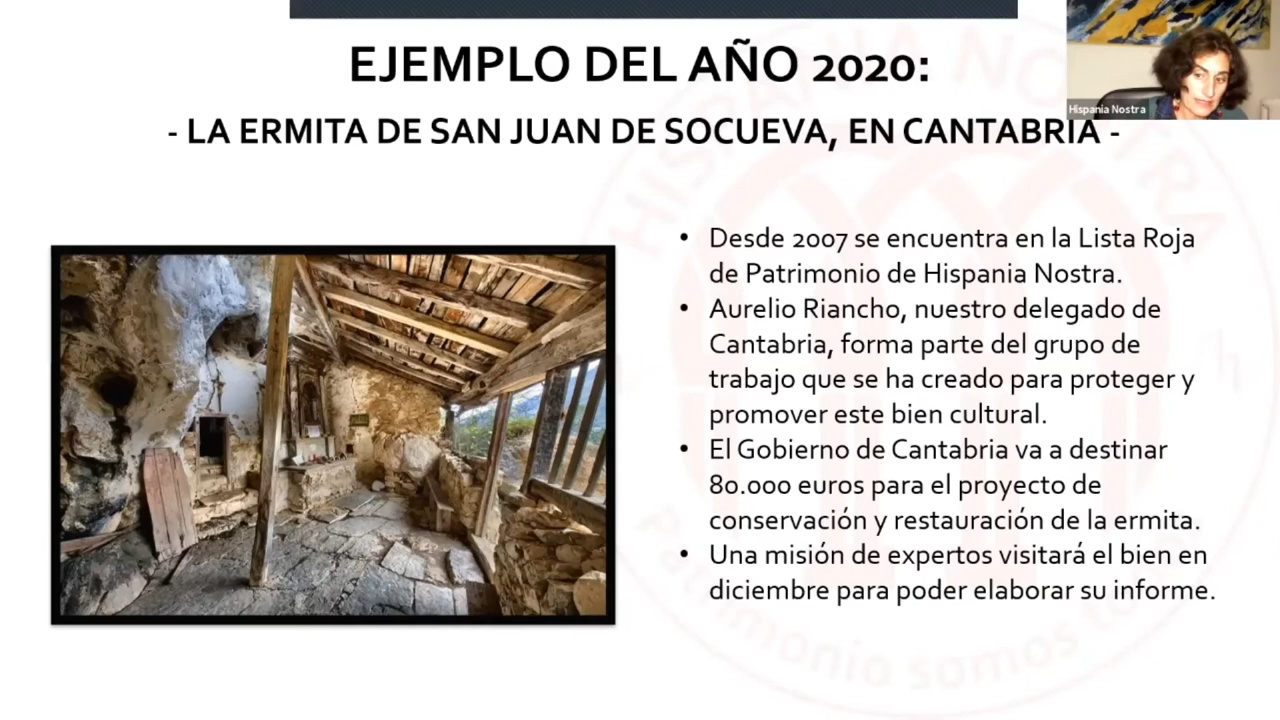 EJEMPLO DEL AÑO 2020:
- LA ERMITA DE SAN JUAN DE SOCUEVA, EN CANTABRIA -
Hispania Nostra
• Desde 2007 se encuentra en la Lista Roja
de Patrimonio de Hispania Nostra.
• Aurelio Riancho, nuestro delegado de
Cantabria, forma parte del grupo de
trabajo que se ha creado para proteger y
promover este bien cultural.
• El Gobierno de Cantabria va a destinar
80.000 euros para el proyecto de
conservación y restauración de la ermita.
• Una misión de expertos visitará el bien en
diciembre para poder elaborar su informe.
HISPANIA NOSTRA
Patrimonio somos